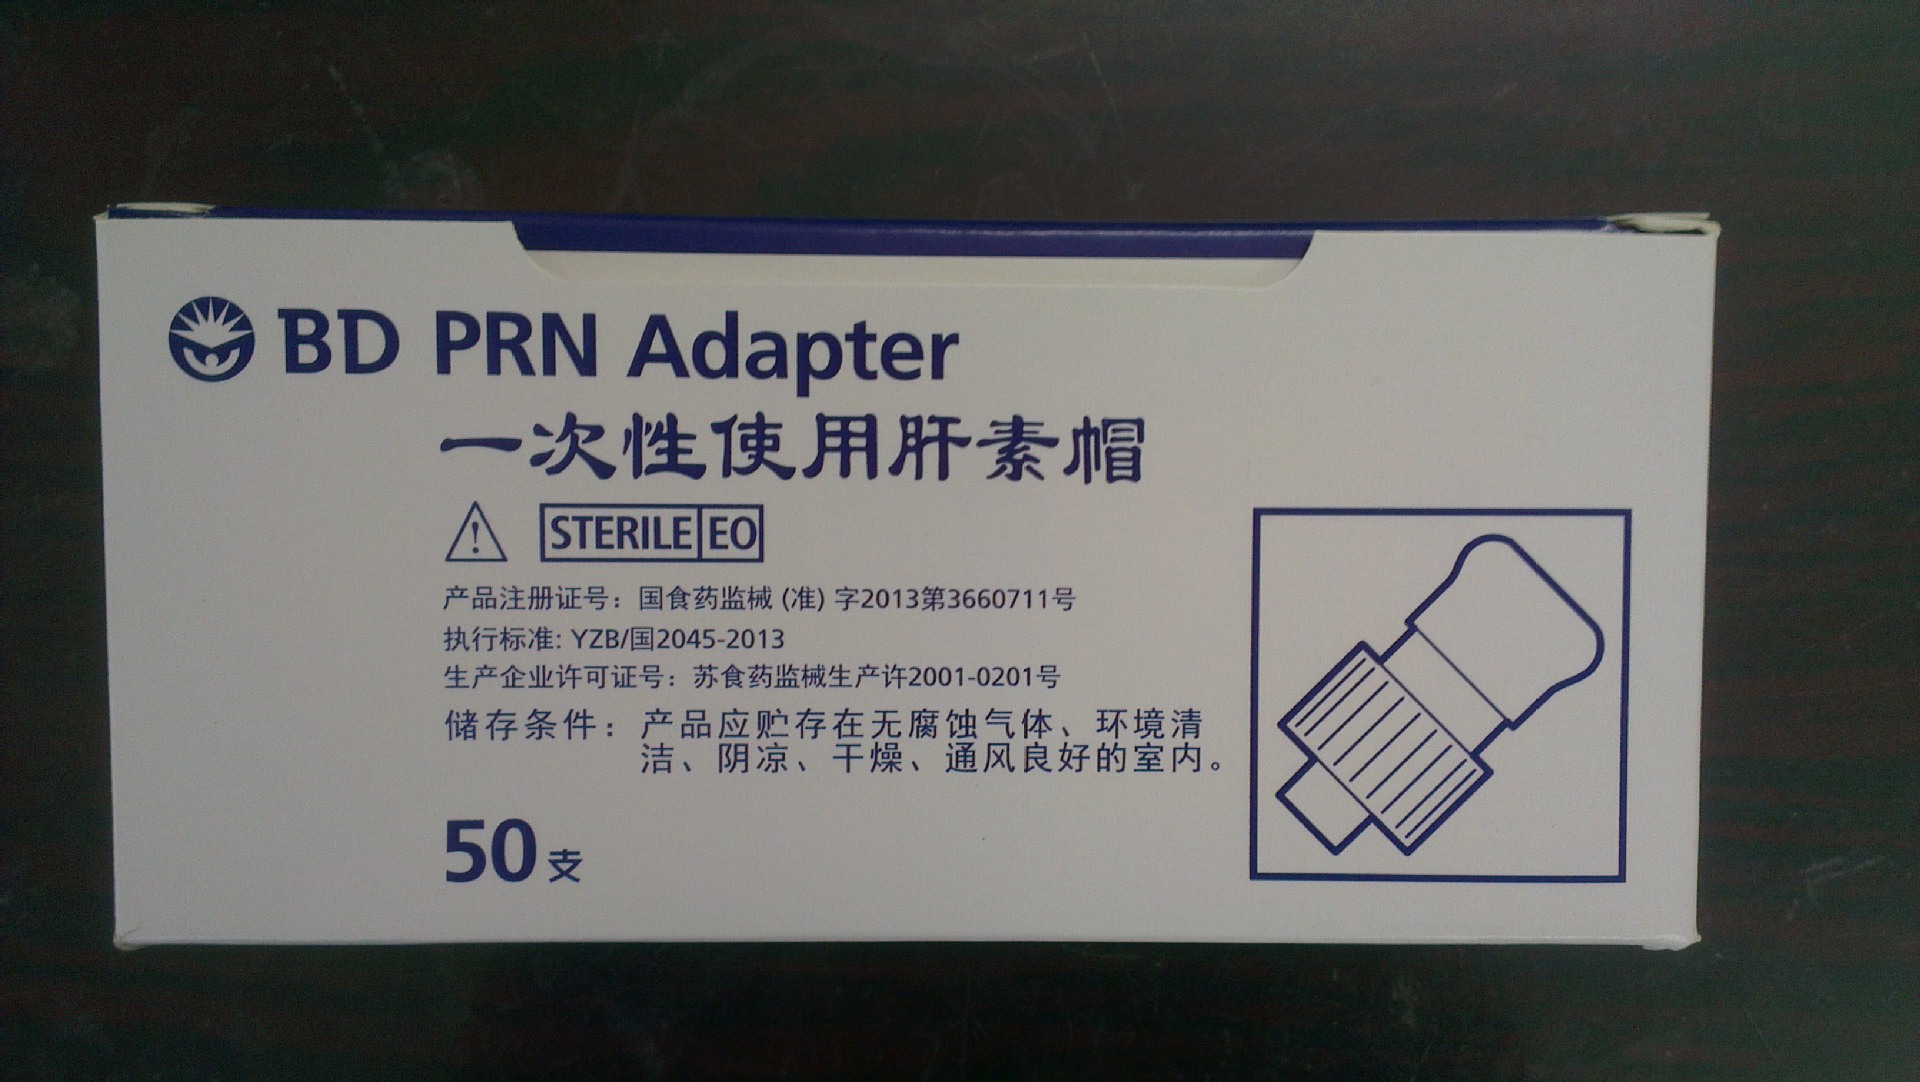 BD PRN Adapter
一次性使用肝素帽
STERILE EO
产品注册证号：国食药监械 (准) 字2013第3660711号
执行标准: YZB/国2045-2013
生产企业许可证号：苏食药监械生产许2001-0201号
储存条件：产品应贮存在无腐蚀气体、环境清
洁、阴凉、干燥、通风良好的室内。
50支